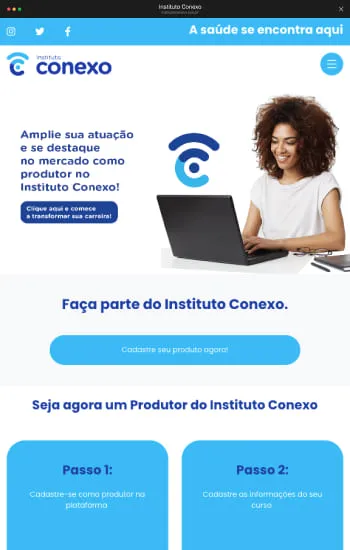 Instituto Conexo
A saúde se encontra aqui
instituto
conexo
Amplie sua atuação
e se destaque
no mercado como
produtor no
Instituto Conexo!
Clique aqui e comece
a transformar sua carreira!
Faça parte do Instituto Conexo.
Cadastre seu produto agora!
Seja agora um Produtor do Instituto Conexo
Passo 1:
Cadastre-se como produtor na
plataforma
Passo 2:
Cadastre as informações do seu
curso